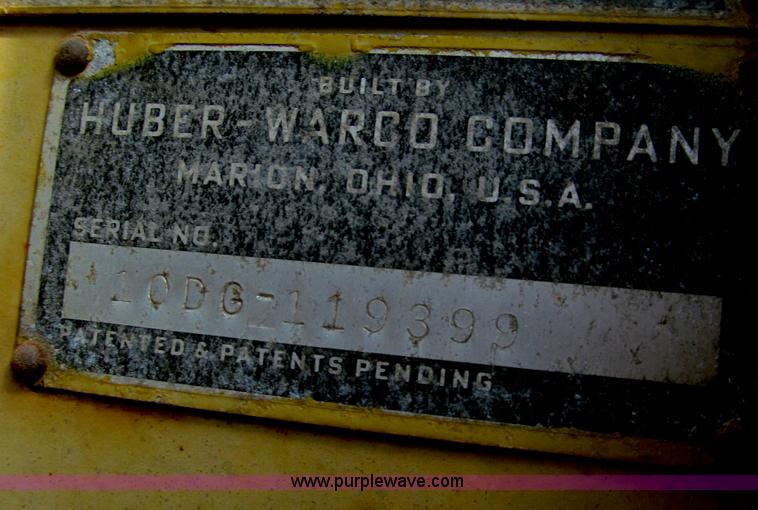 BUILT BY
HUBER-WARCO COMPANY
MARION, OHIO, U.S.A.
SERIAL NO.
10DG-119399
PATENTED & PATENTS PENDING
www.purplewave.com